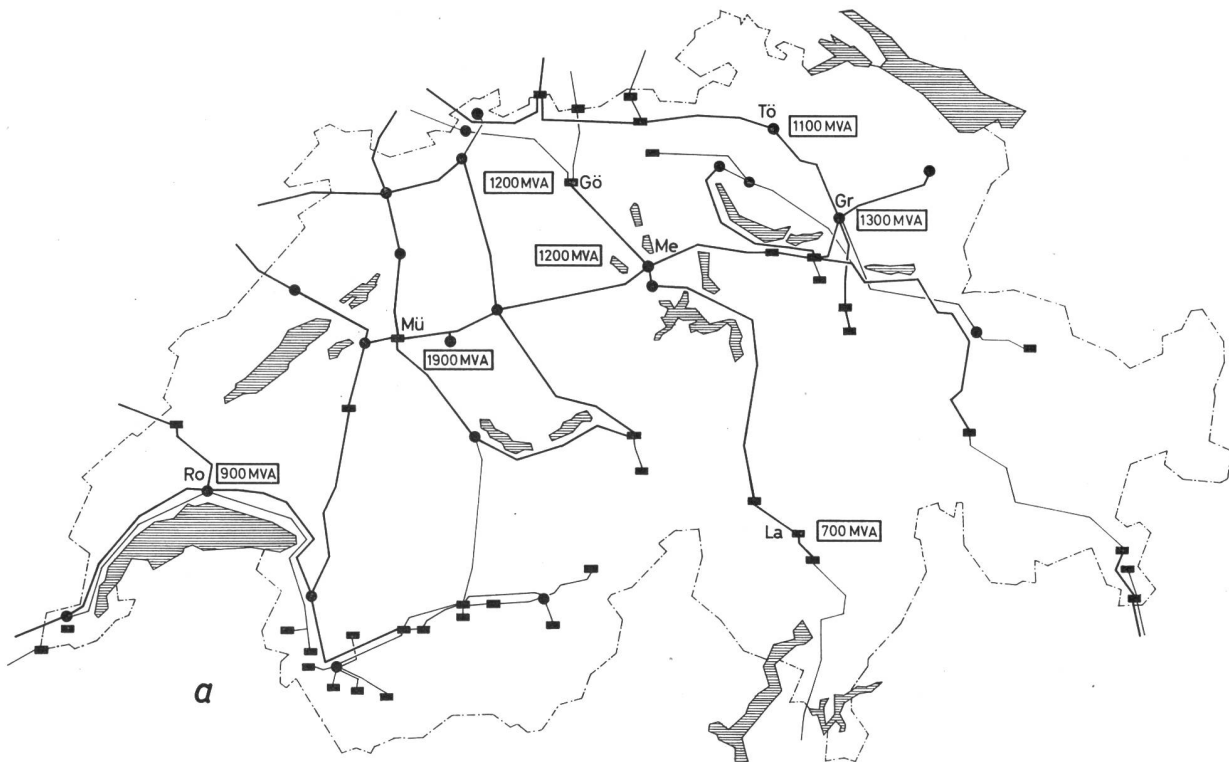 Tö
1100 MVA
1200 MVA
Gö
Gr
1300 MVA
1200 MVA
Me
Mü
1900 MVA
Ro
900 MVA
La
700 MVA
a